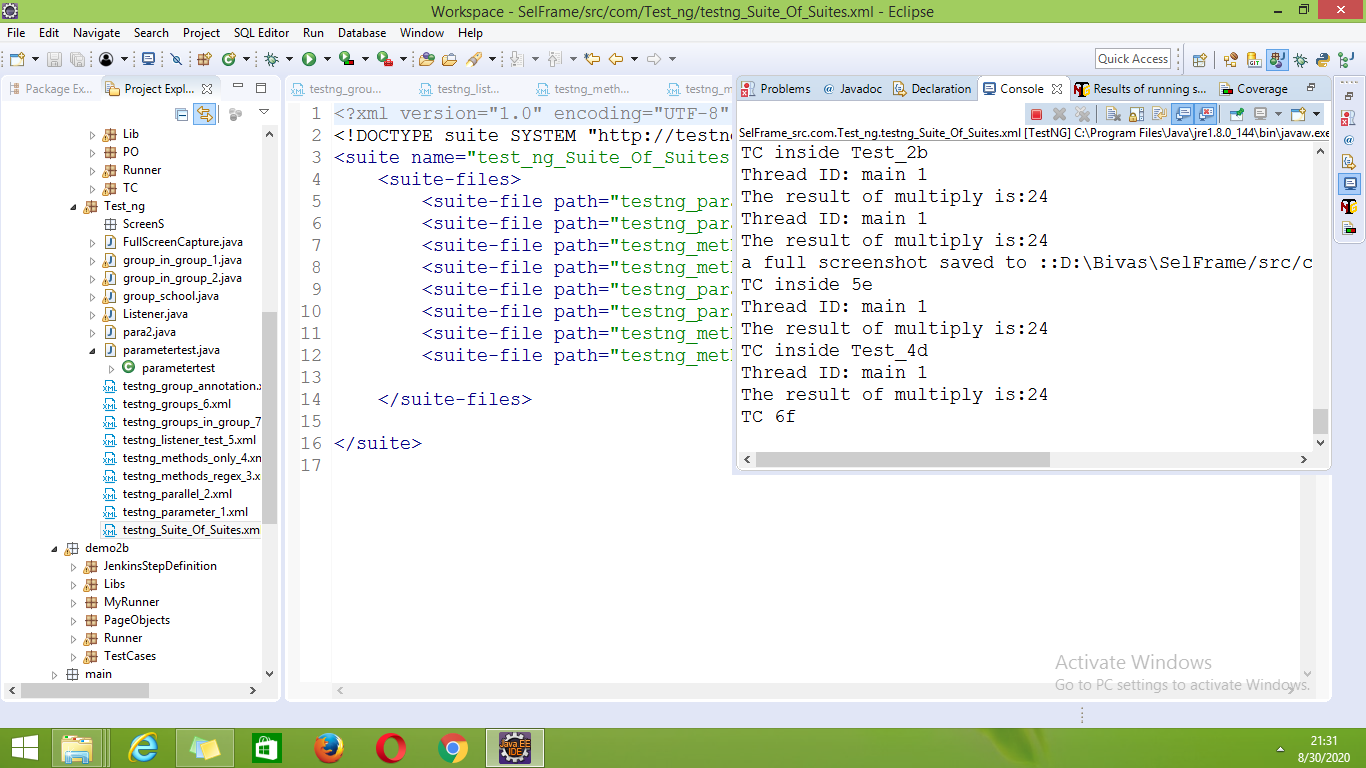 Workspace - SelFrame/src/com/Test_ng/testng_Suite_Of_Suites.xml - Eclipse
File Edit Navigate Search Project SQL Editor Run Database Window Help
Quick Access
Package Ex...
Project Expl...
Lib
PO
Runner
TC
Test_ng
ScreenS
FullScreenCapture.java
group_in_group_1.java
group_in_group_2.java
group_school.java
Listener.java
para2.java
parametertest.java
parametertest
testng_group_annotation.x
testng_groups_6.xml
testng_groups_in_group_7
testng_listener_test_5.xml
testng_methods_only_4.xn
testng_methods_regex_3.x
testng_parallel_2.xml
testng_parameter_1.xml
testng_Suite_Of_Suites.xm
demo2b
JenkinsStepDefinition
Libs
MyRunner
PageObjects
Runner
TestCases
main
testng_grou...
testng_list...
testng_meth...
testng_m
1 <?xml version="1.0" encoding="UTF-8"
2 <!DOCTYPE suite SYSTEM "http://testn
3 <suite name="test_ng_Suite_Of_Suites
4 <suite-files>
5 <suite-file path="testng_par
6 <suite-file path="testng_par
7 <suite-file path="testng_met
8 <suite-file path="testng_met
9 <suite-file path="testng_par
10 <suite-file path="testng_par
11 <suite-file path="testng_met
12 <suite-file path="testng_met
13
14 </suite-files>
15
16 </suite>
17
Problems @ Javadoc Declaration Console Results of running s... Coverage
SelFrame_src.com.Test_ng.testng_Suite_Of_Suites.xml [TestNG] C:\Program Files\Java\jre1.8.0_144\bin\javaw.exe
TC inside Test_2b
Thread ID: main 1
The result of multiply is:24
Thread ID: main 1
The result of multiply is:24
a full screenshot saved to ::D:\Bivas\SelFrame/src/c
TC inside 5e
Thread ID: main 1
The result of multiply is:24
TC inside Test_4d
Thread ID: main 1
The result of multiply is:24
TC 6f
Activate Windows
Go to PC settings to activate Windows.
Java EE
IDE
21:31
8/30/2020